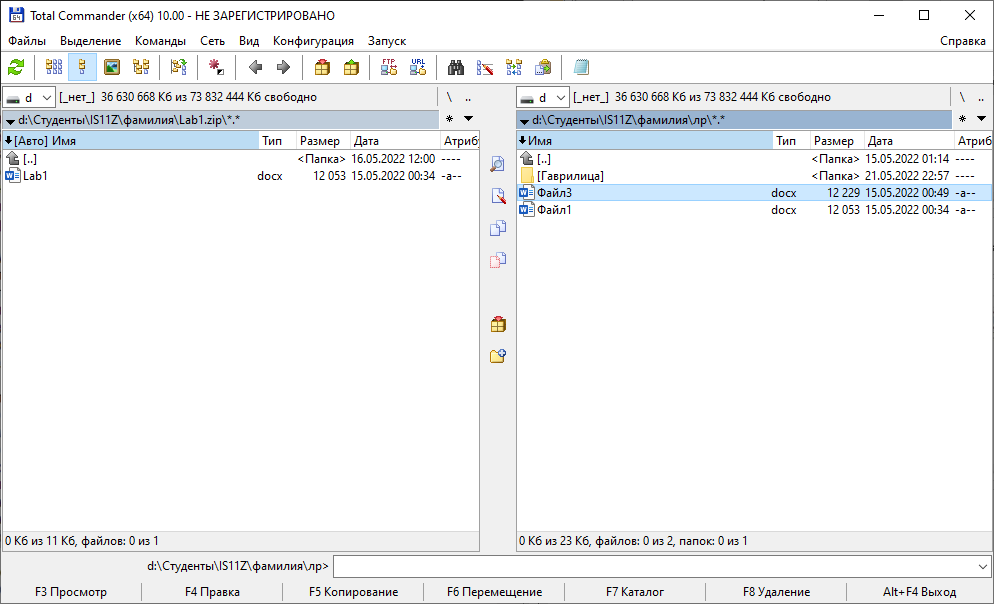 Total Commander (x64) 10.00 - НЕ ЗАРЕГИСТРИРОВАНО
Файлы Выделение Команды Сеть Вид Конфигурация Запуск Справка
FTP URL
d [_нет_] 36 630 668 Кб из 73 832 444 Кб свободно \ ..
d [_нет_] 36 630 668 Кб из 73 832 444 Кб свободно \ ..
d:\Студенты\IS11Z\фамилия\Lab1.zip\*.* *
d:\Студенты\IS11Z\фамилия\лр\*.* *
[Авто] Имя Тип Размер Дата Атриб
[..] <Папка> 16.05.2022 12:00 ----
Lab1 docx 12 053 15.05.2022 00:34 -a--
Имя Тип Размер Дата Атриб
[..] <Папка> 15.05.2022 01:14 ----
[Гаврилица] <Папка> 21.05.2022 22:57 ----
Файл3 docx 12 229 15.05.2022 00:49 -a--
Файл1 docx 12 053 15.05.2022 00:34 -a--
0 Кб из 11 Кб, файлов: 0 из 1
0 Кб из 23 Кб, файлов: 0 из 2, папок: 0 из 1
d:\Студенты\IS11Z\фамилия\лр>
F3 Просмотр F4 Правка F5 Копирование F6 Перемещение F7 Каталог F8 Удаление Alt+F4 Выход